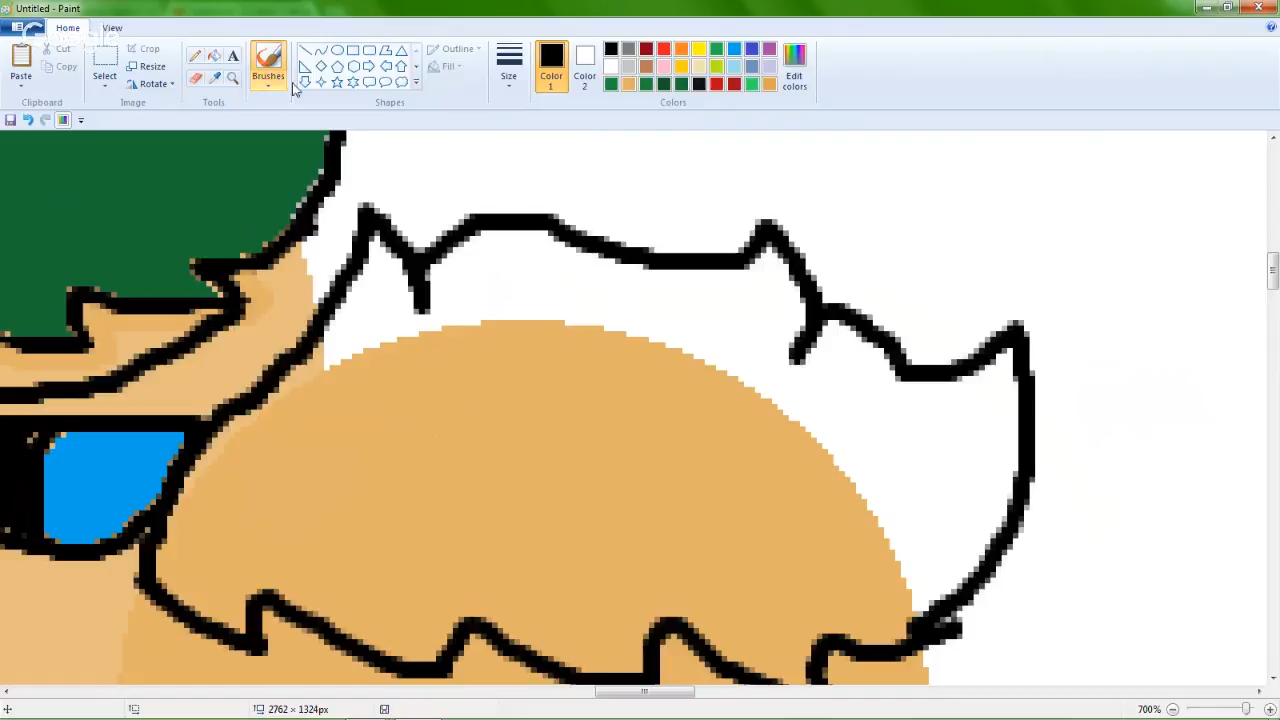 Untitled - Paint
Home View
Paste Cut Copy
Clipboard
Select Crop Resize Rotate
Image
Tools
Brushes
Shapes
Outline Fill
Size
Color 1
Color 2
Edit colors
Colors
2762 × 1324px
700%